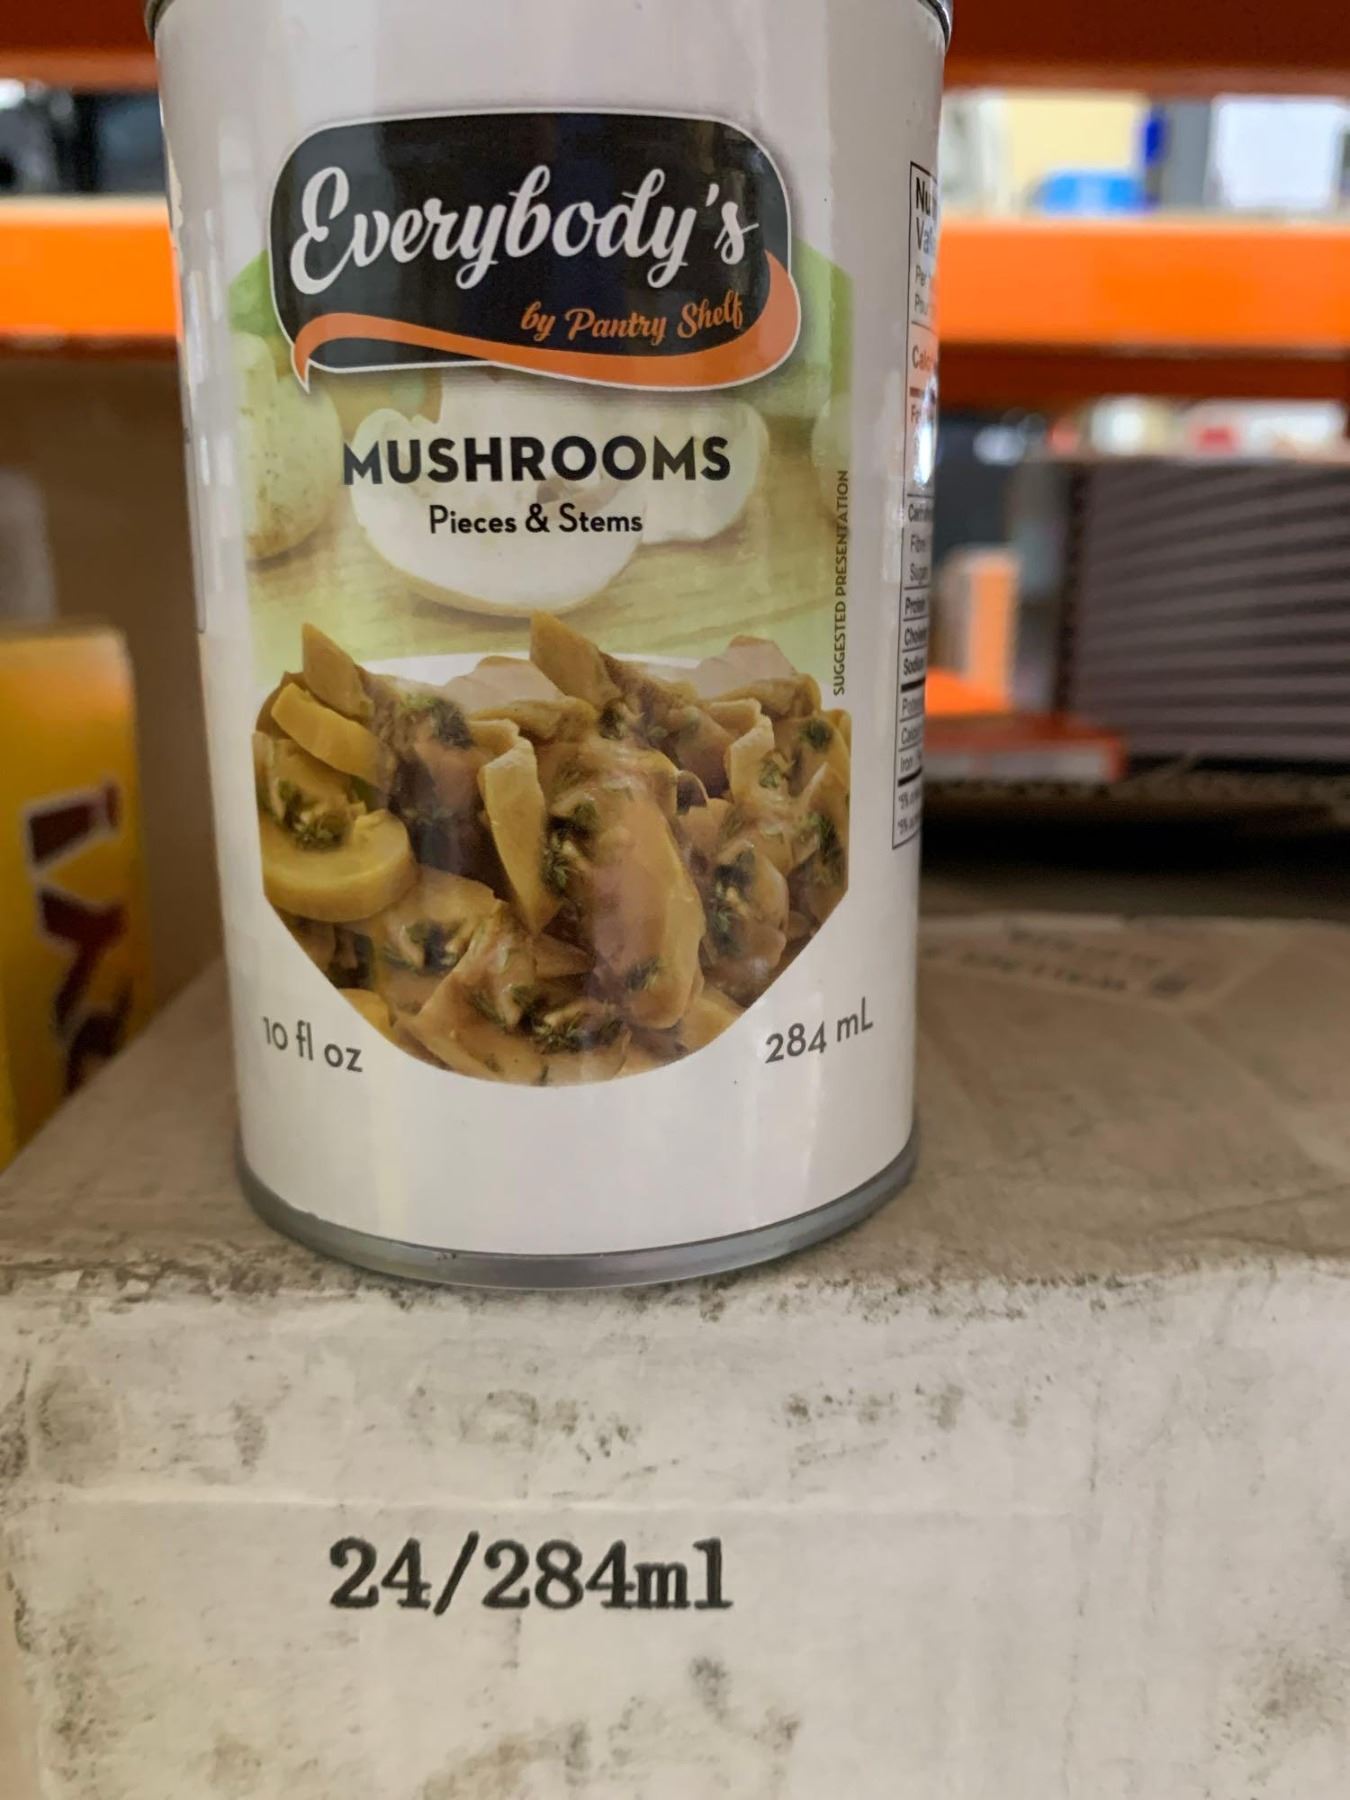 Everybody's
by Pantry Shelf
MUSHROOMS
Pieces & Stems
SUGGESTED PRESENTATION
10 fl oz
284 mL
24/284ml